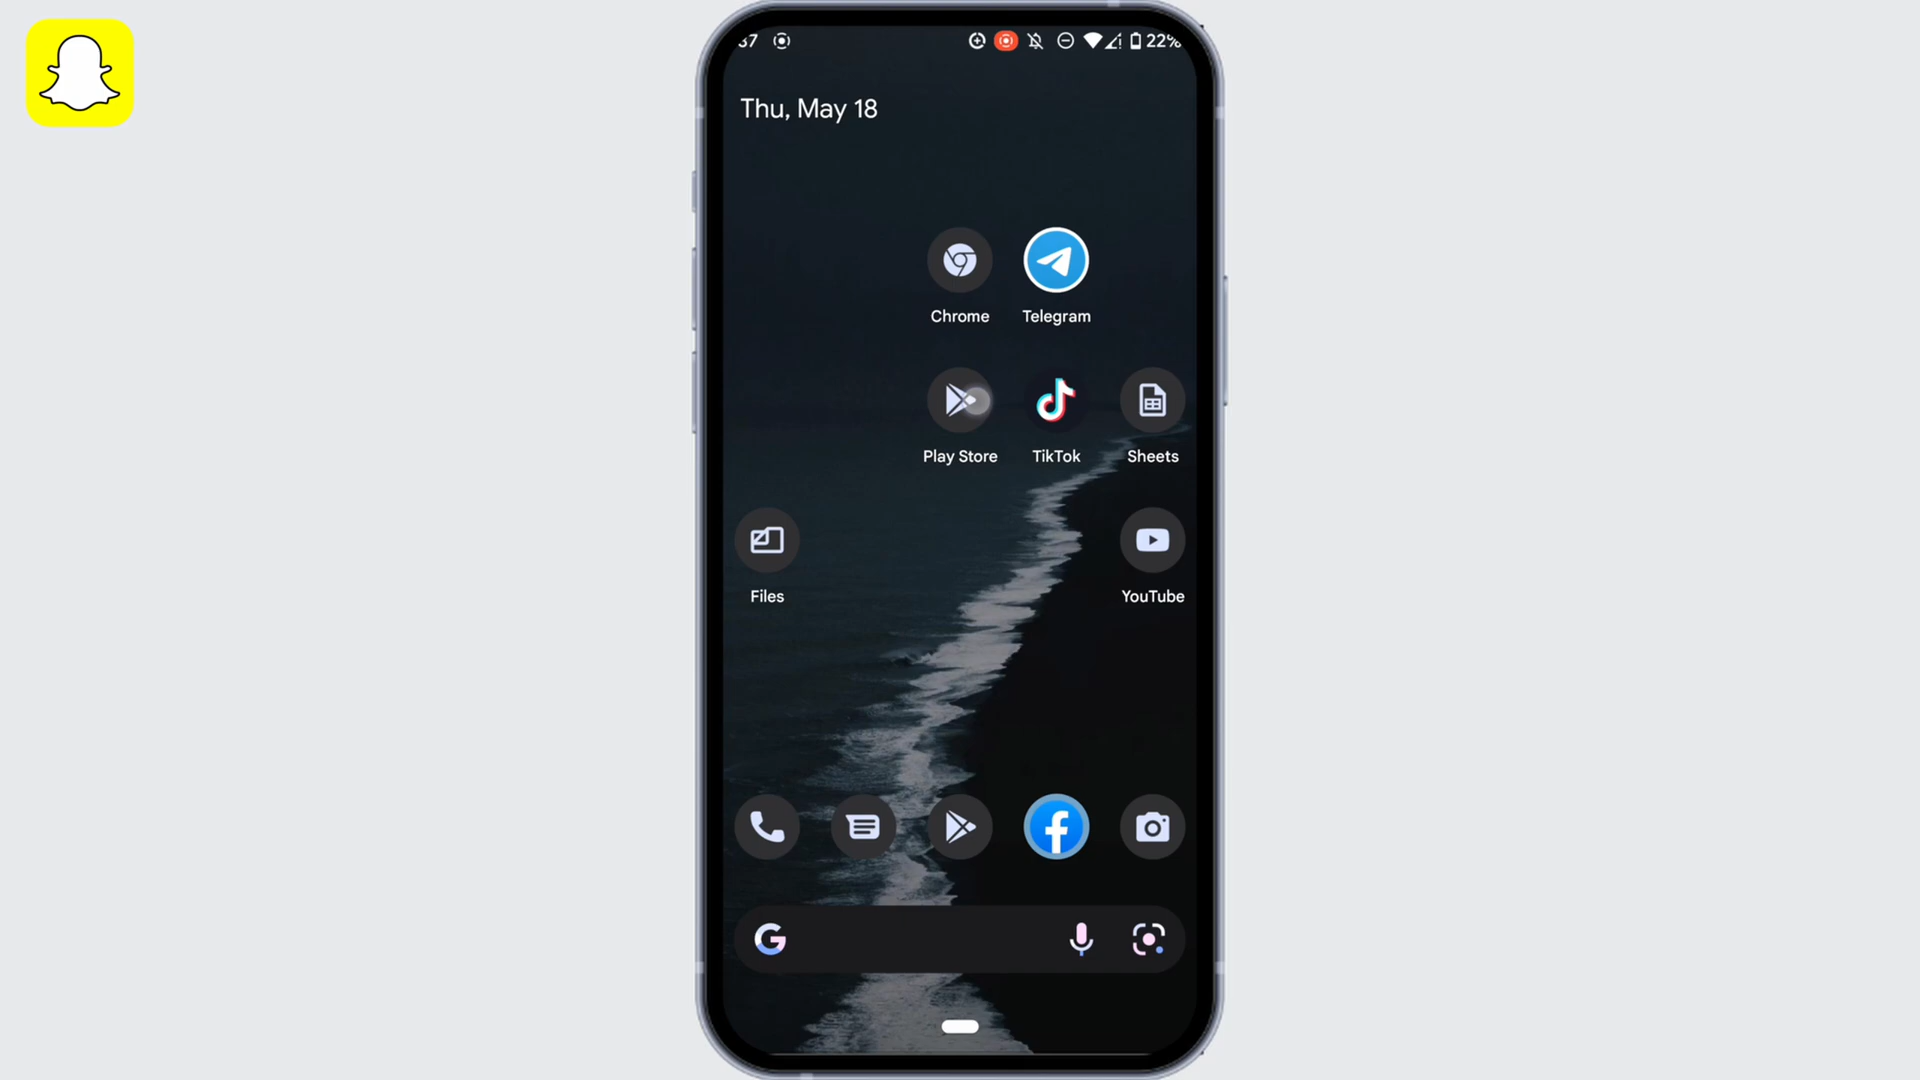 37
22%
Thu, May 18
Chrome
Telegram
Play Store
TikTok
Sheets
Files
YouTube